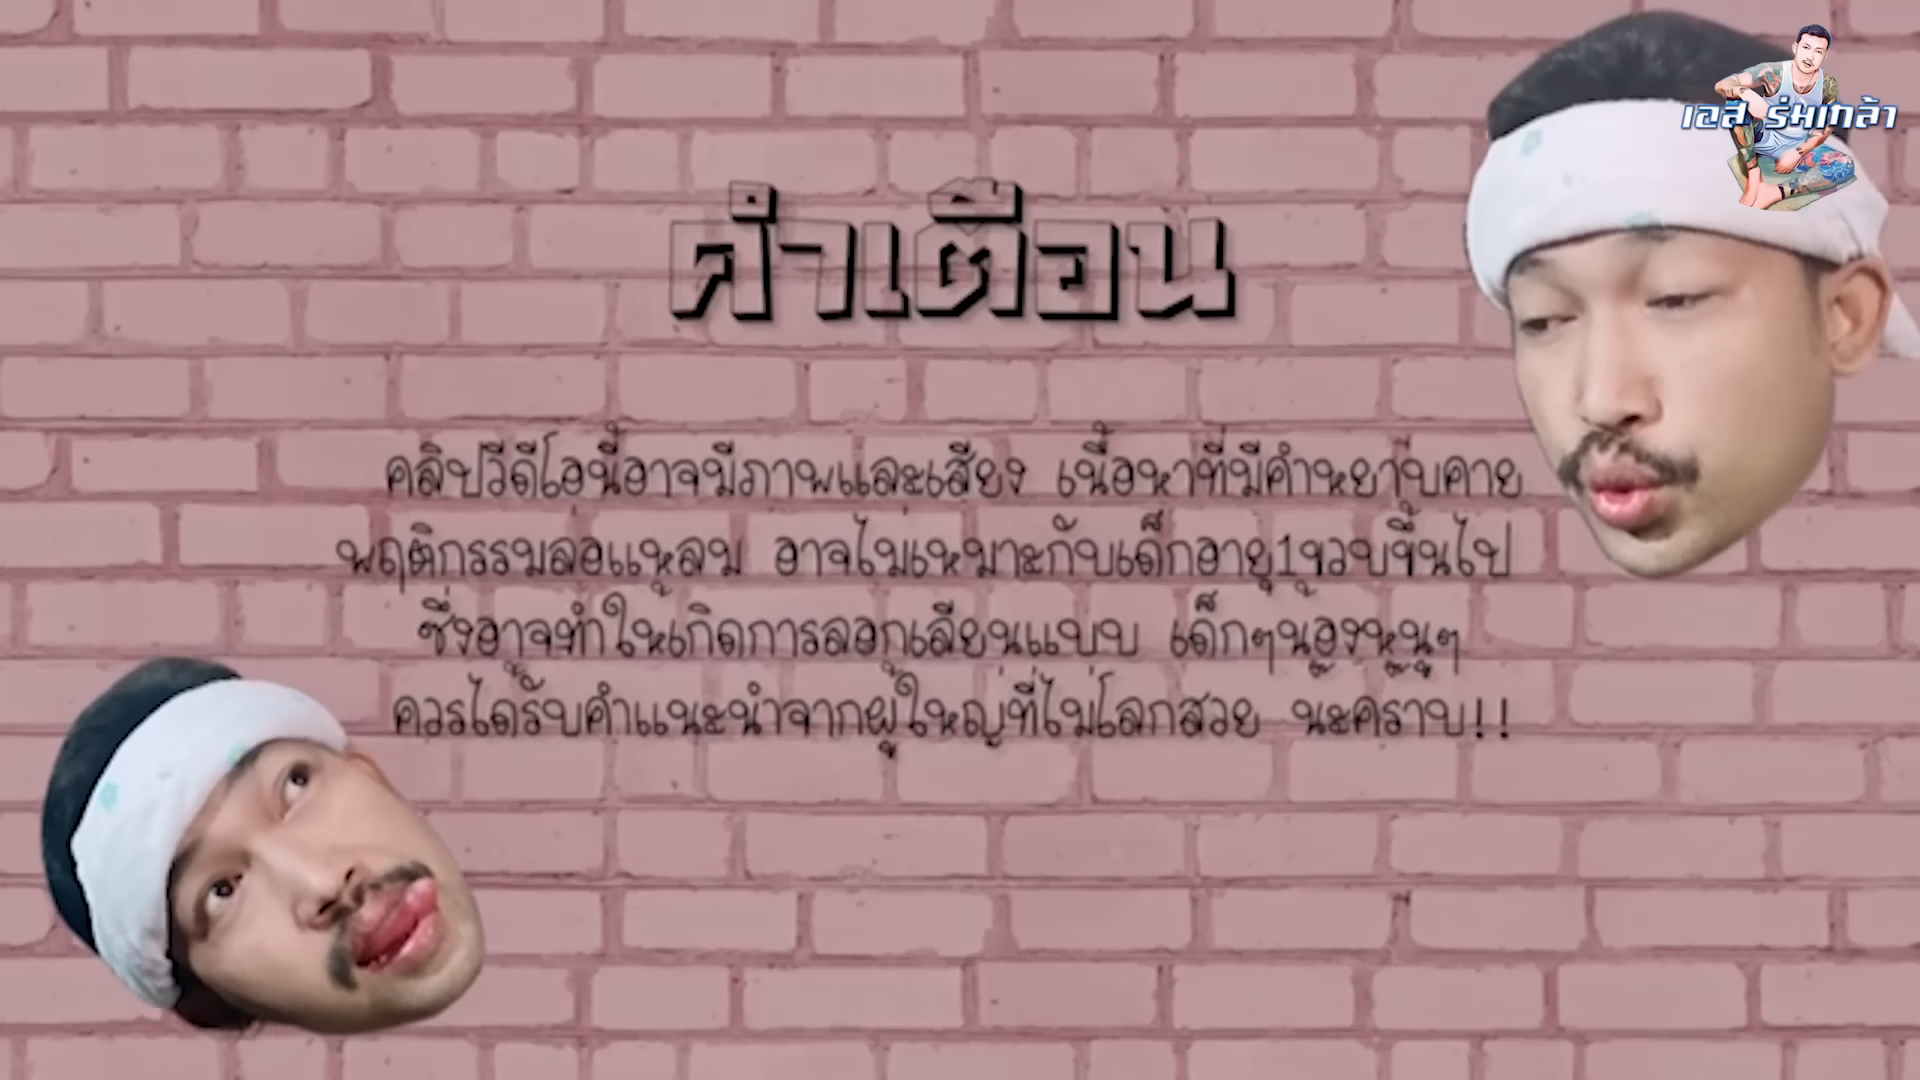 เอส ร่มเกล้า
คำเตือน
คลิปวีดีโอนี้อาจมีภาพและเสียง เนื้อหาที่มีคำหยาบคาย
พฤติกรรมล่อแหลม อาจไม่เหมาะกับเด็กอายุ1ขวบขึ้นไป
ซึ่งอาจทำให้เกิดการลอกเลียนแบบ เด็กๆน้องหนูๆ
ควรได้รับคำแนะนำจากผู้ใหญ่ที่ไม่โลกสวย นะคร้าบ!!